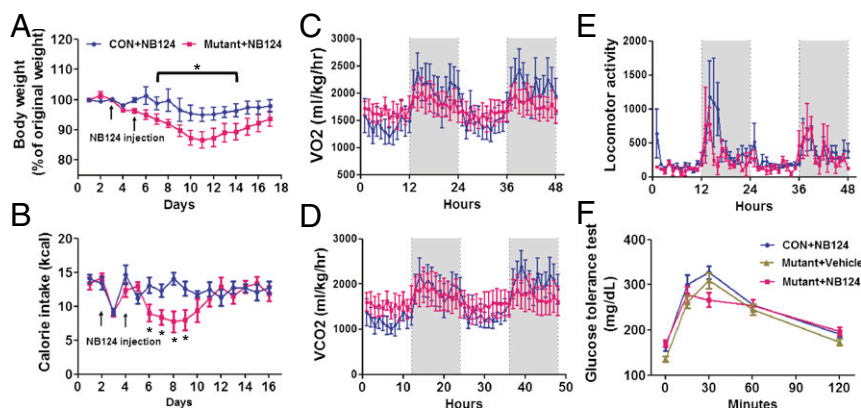 A
CON+NB124
Mutant+NB124
Body weight
(% of original weight)
120
110
100
90
80
*
NB124 injection
0 2 4 6 8 10 12 14 16 18
Days
B
Calorie intake (kcal)
20
15
10
5
0
NB124 injection
* * * *
0 2 4 6 8 10 12 14 16
Days
C
VO2 (ml/kg/hr)
3000
2000
1000
0
0 12 24 36 48
Hours
D
VCO2 (ml/kg/hr)
3000
2000
1000
0
0 10 20 30 40 50
Hours
E
Locomotor activity
2000
1500
1000
500
0
0 12 24 36 48
Hours
F
Glucose tolerance test
(mg/dL)
CON+NB124
Mutant+Vehicle
Mutant+NB124
400
300
200
100
0 30 60 90 120
Minutes